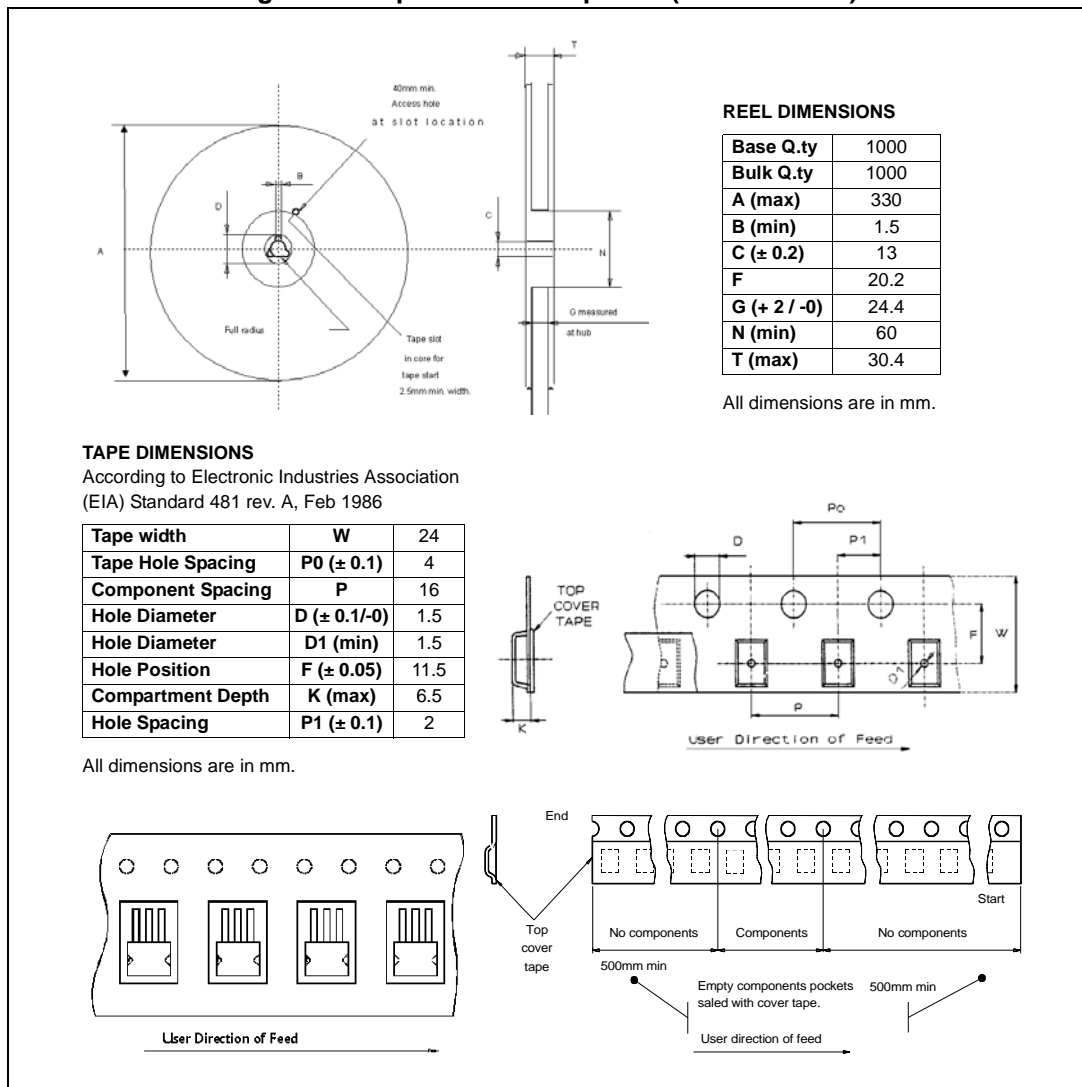 T
40mm min.
Access hole
at slot location
B
D
C
A
N
G measured
at hub
Full radius
Tape slot
in core for
tape start
2.5mm min. width.
REEL DIMENSIONS
Base Q.ty 1000
Bulk Q.ty 1000
A (max) 330
B (min) 1.5
C (± 0.2) 13
F 20.2
G (+ 2 / -0) 24.4
N (min) 60
T (max) 30.4
All dimensions are in mm.
TAPE DIMENSIONS
According to Electronic Industries Association
(EIA) Standard 481 rev. A, Feb 1986
Tape width W 24
Tape Hole Spacing P0 (± 0.1) 4
Component Spacing P 16
Hole Diameter D (± 0.1/-0) 1.5
Hole Diameter D1 (min) 1.5
Hole Position F (± 0.05) 11.5
Compartment Depth K (max) 6.5
Hole Spacing P1 (± 0.1) 2
All dimensions are in mm.
Po
D
P1
TOP
COVER
TAPE
F
W
D1
K
P
User Direction of Feed
End
Start
Top
cover
tape
No components
Components
No components
500mm min
Empty components pockets
saled with cover tape.
500mm min
User direction of feed
User Direction of Feed